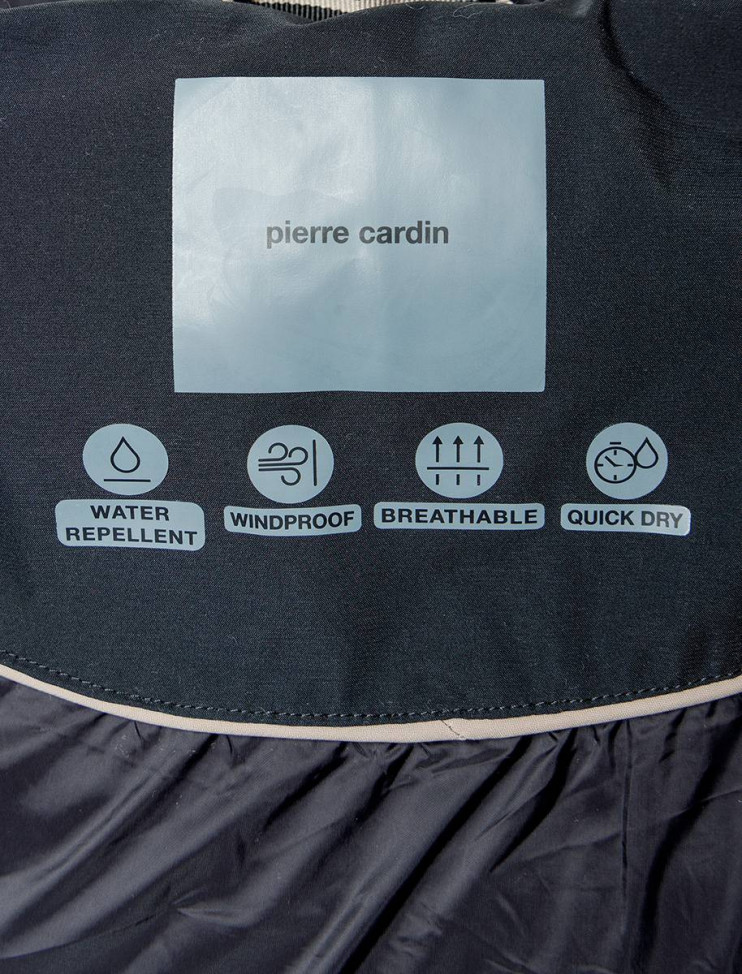 pierre cardin
WATER
REPELLENT
WINDPROOF
BREATHABLE
QUICK DRY